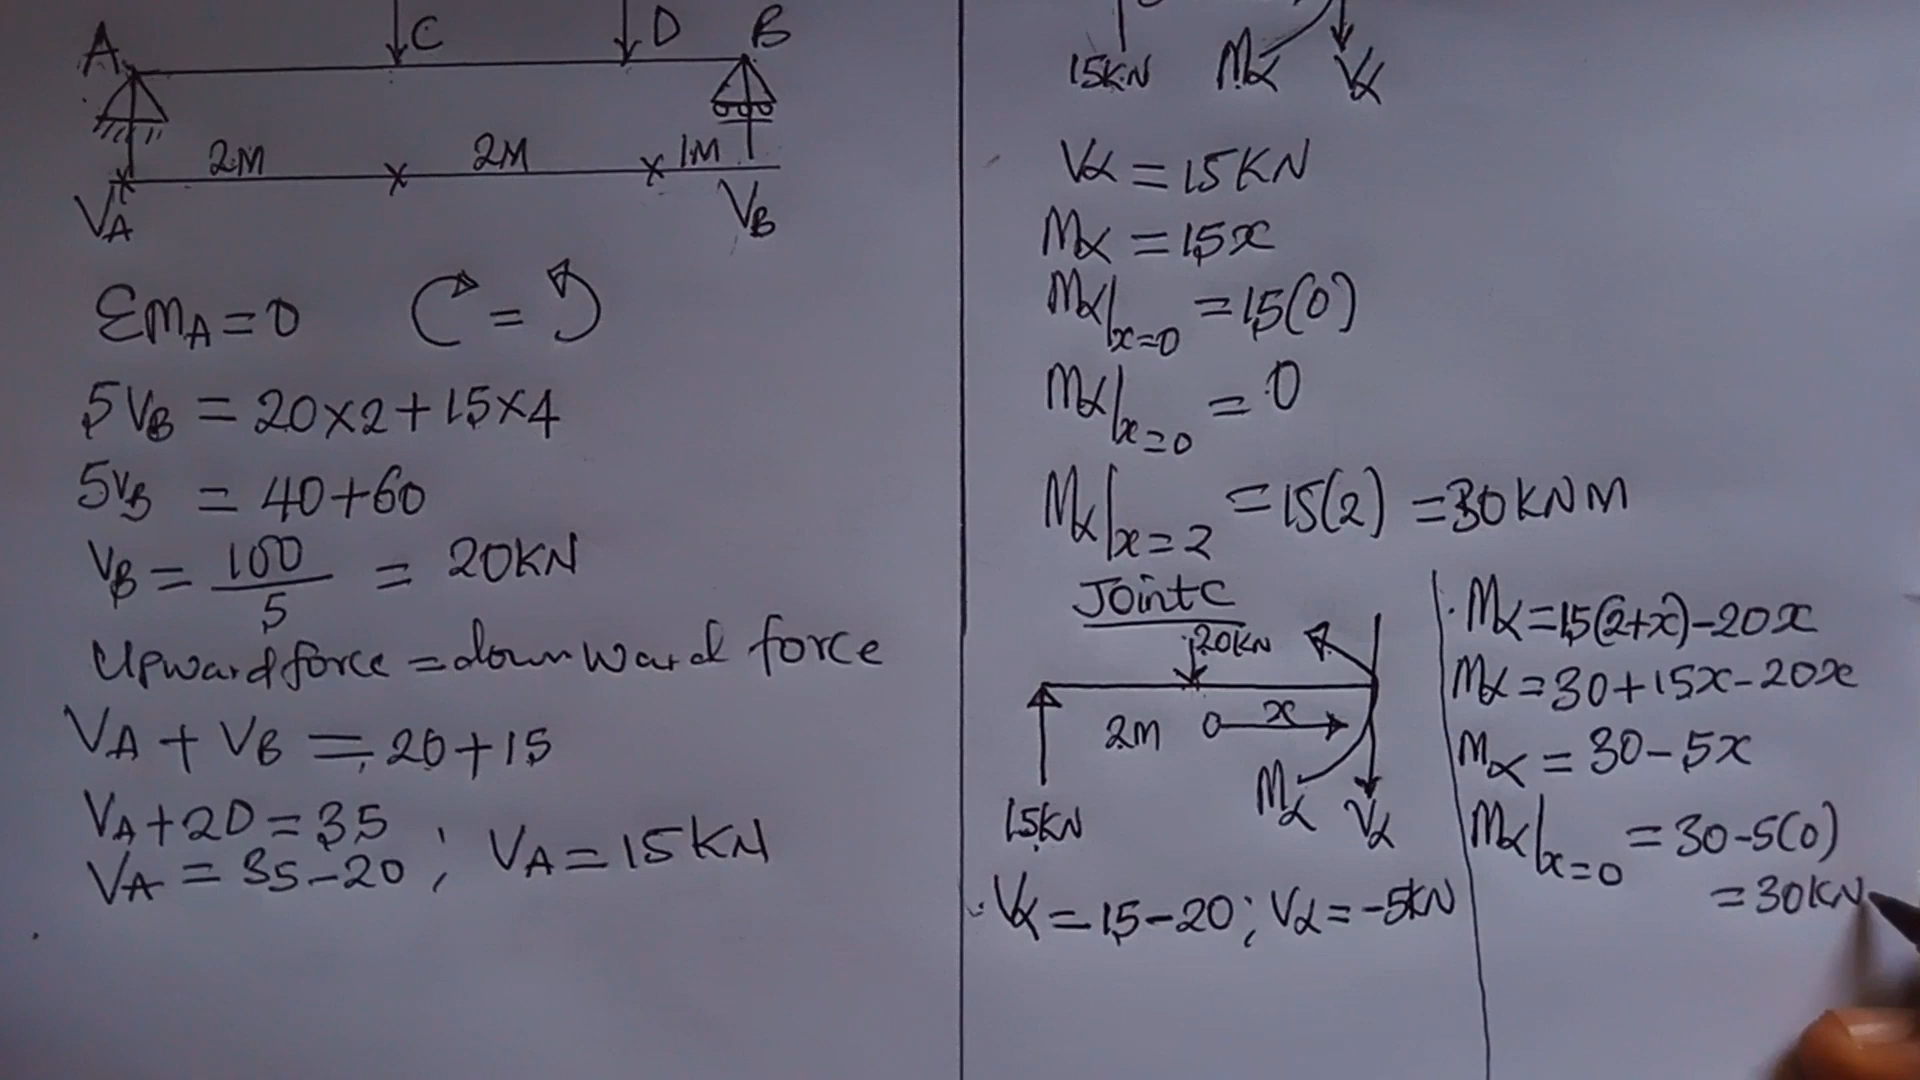 A C D B
2M 2M 1M
VA VB
ΣMA=0 =
5VB = 20×2+15×4
5VB = 40+60
VB = 100/5 = 20KN
Upward force = downward force
VA + VB = 20+15
VA+20=35
VA = 35-20 ; VA = 15KN
15KN Mx Vx
Vx = 15KN
Mx = 15x
Mx|x=0 = 15(0)
Mx|x=0 = 0
Mx|x=2 = 15(2) = 30KNM
Joint C
20KN
2m 0 x
15KN Mx Vx
Vx = 15-20 ; Vx = -5KN
Mx = 15(2+x)-20x
Mx = 30+15x-20x
Mx = 30-5x
Mx|x=0 = 30-5(0)
= 30KN